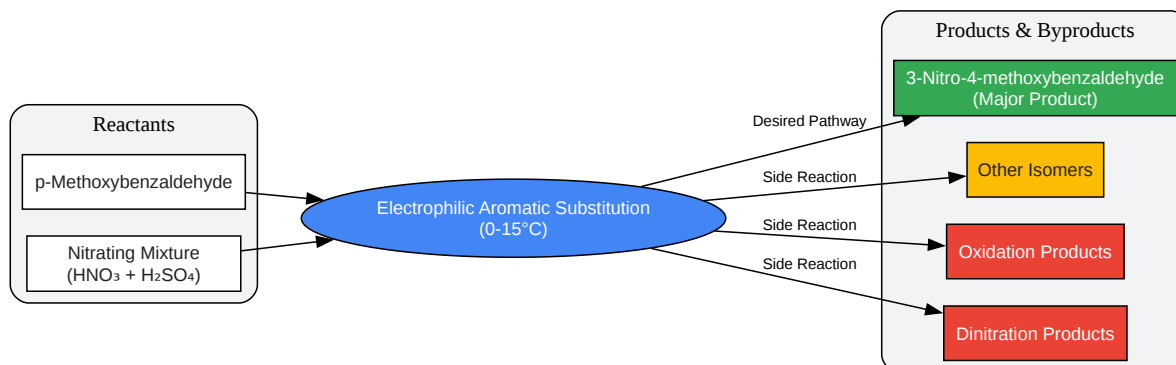 Reactants
p-Methoxybenzaldehyde
Nitrating Mixture
(HNO₃ + H₂SO₄)
Electrophilic Aromatic Substitution
(0-15°C)
Desired Pathway
Side Reaction
Side Reaction
Side Reaction
Products & Byproducts
3-Nitro-4-methoxybenzaldehyde
(Major Product)
Other Isomers
Oxidation Products
Dinitration Products